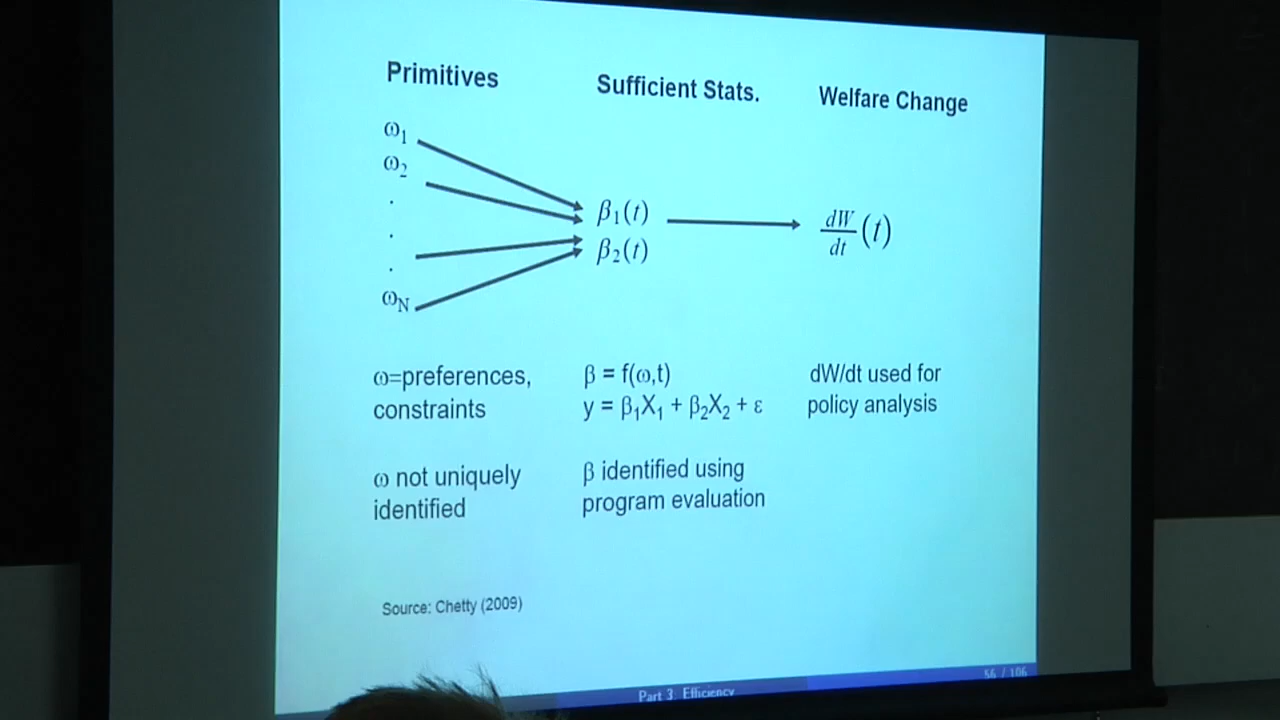 Primitives
Sufficient Stats.
Welfare Change
ω₁
ω₂
.
.
.
ω_N
β₁(t)
β₂(t)
dW/dt (t)
ω=preferences,
constraints
β = f(ω,t)
y = β₁X₁ + β₂X₂ + ε
dW/dt used for
policy analysis
ω not uniquely
identified
β identified using
program evaluation
Source: Chetty (2009)
Part 3: Efficiency
56 / 106